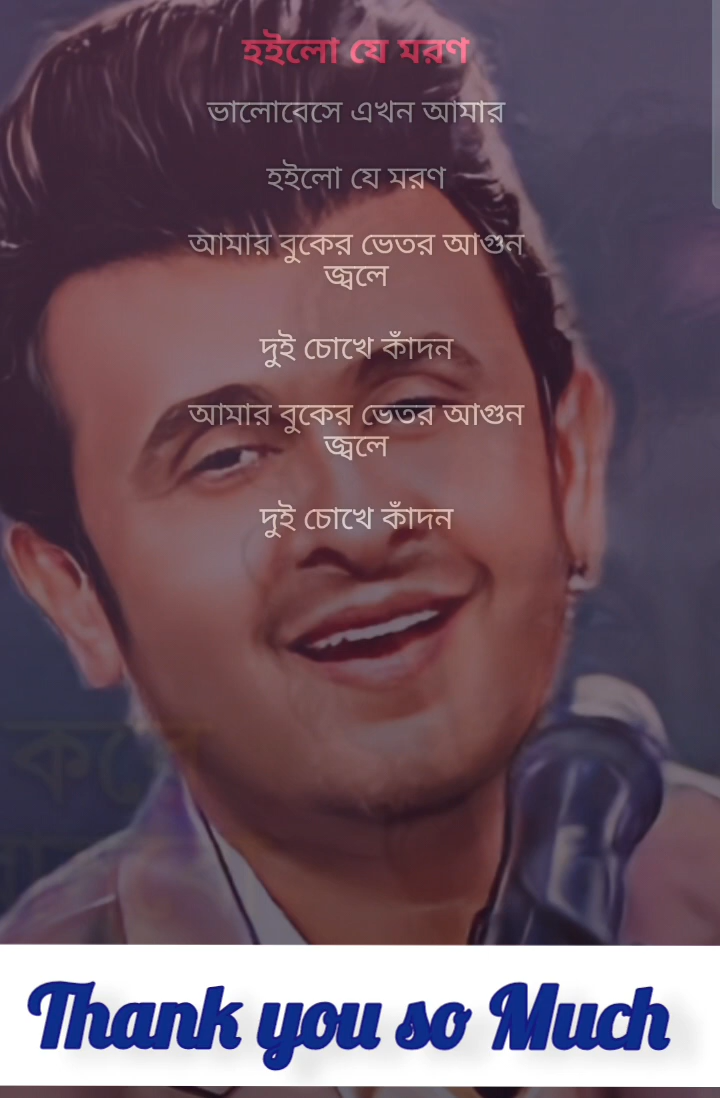 হইলো যে মরণ
ভালোবেসে এখন আমার
হইলো যে মরণ
আমার বুকের ভেতর আগুন
জ্বলে
দুই চোখে কাঁদন
আমার বুকের ভেতর আগুন
জ্বলে
দুই চোখে কাঁদন
Thank you so Much